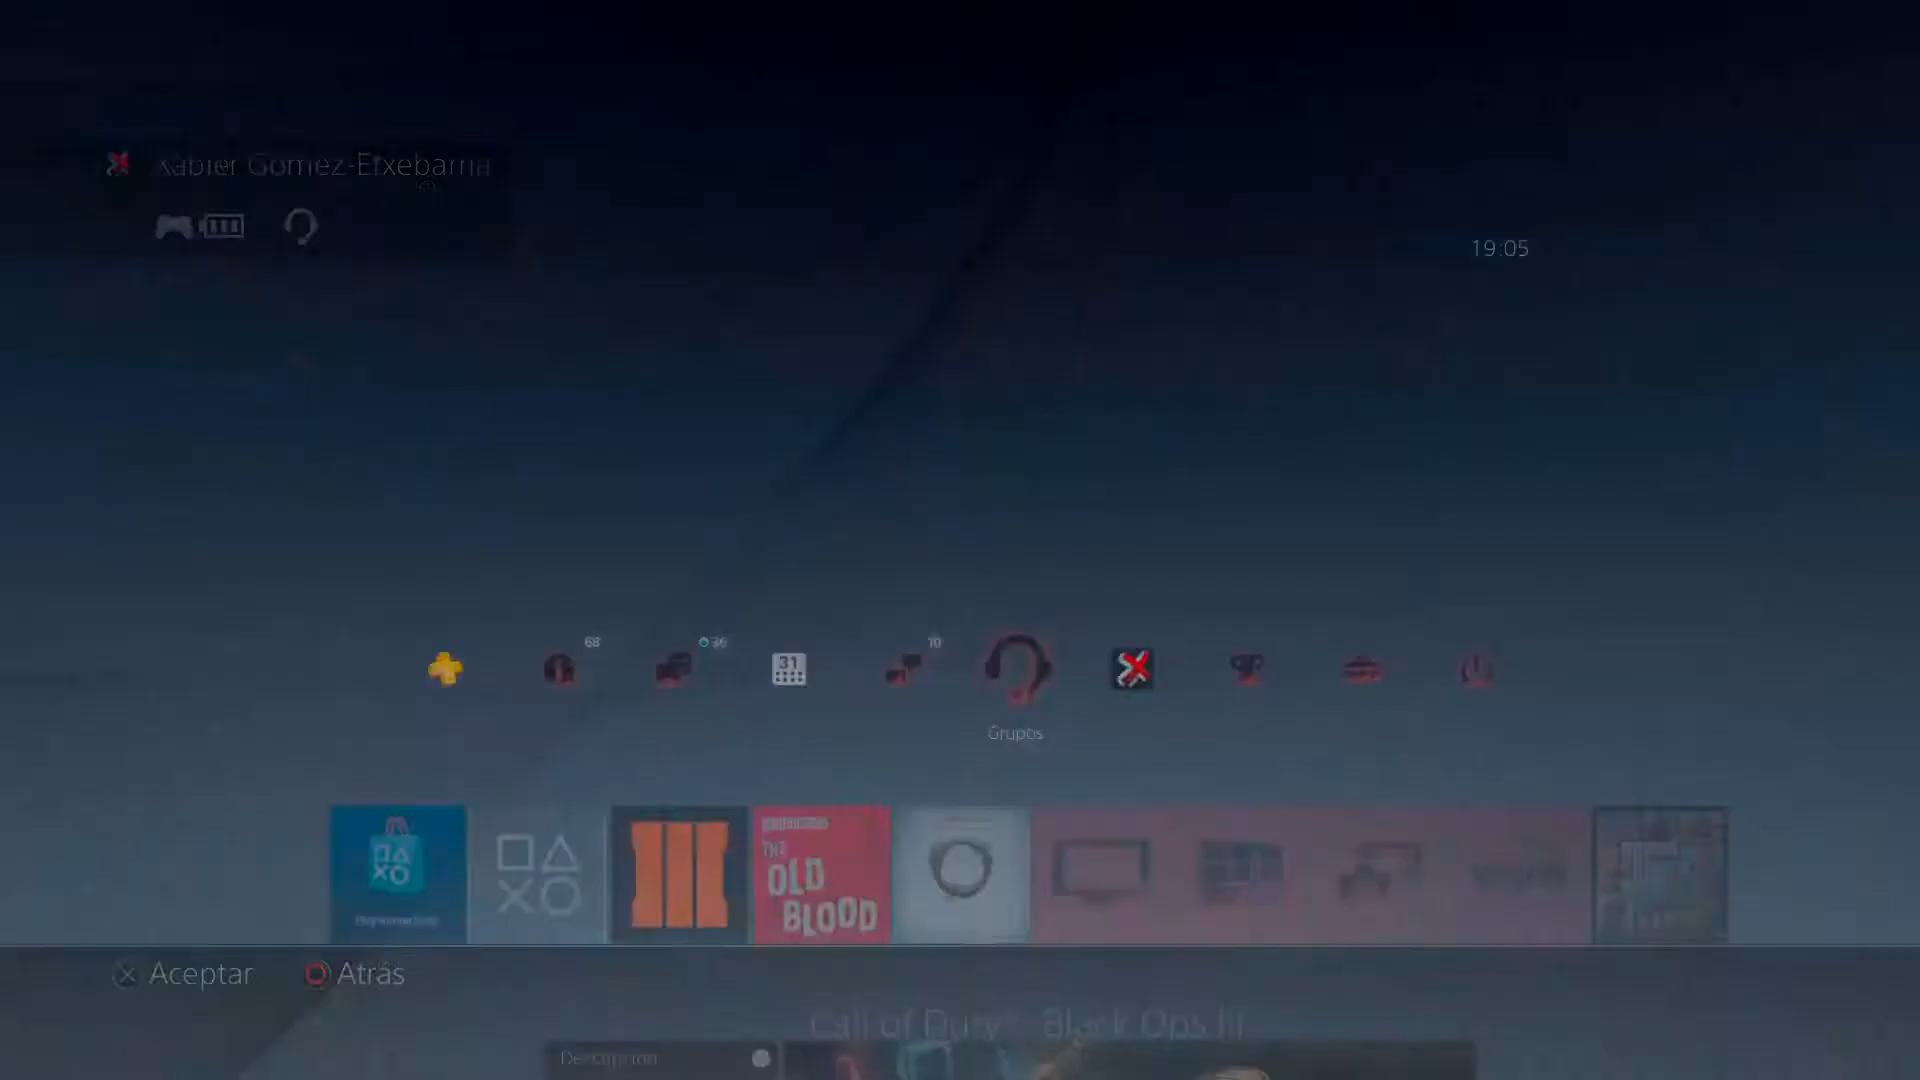 Xabier Gomez-Etxebarria
19:05
68
36
31
10
Grupos
THE
OLD
BLOOD
Aceptar
Atrás
Call of Duty Black Ops III
Descripción